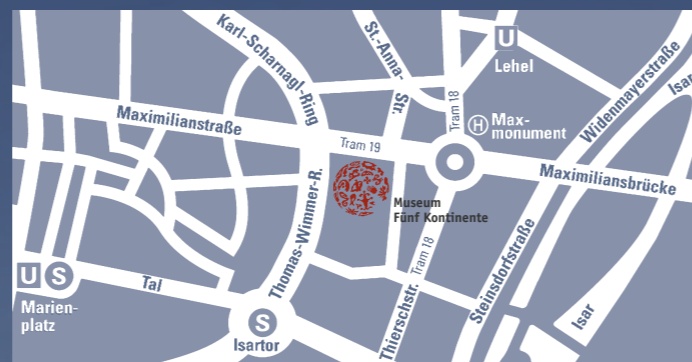 Karl-Scharnagl-Ring
St.-Anna-
Str.
U
Lehel
Widenmayerstraße
Isar
Maximilianstraße
Tram 18
H
Max-
monument
Tram 19
Maximiliansbrücke
Museum
Fünf Kontinente
Thomas-Wimmer-R.
Tram 18
Steinsdorfstraße
U S
Tal
Marien-
platz
S
Isartor
Thierschstr.
Isar